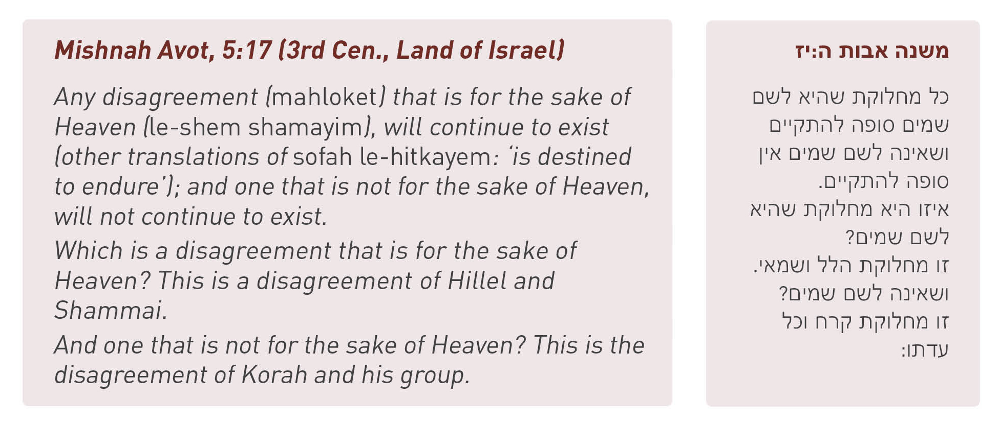 Mishnah Avot, 5:17 (3rd Cen., Land of Israel)
Any disagreement (mahloket) that is for the sake of
Heaven (le-shem shamayim), will continue to exist
(other translations of sofah le-hitkayem: ‘is destined
to endure’); and one that is not for the sake of Heaven,
will not continue to exist.
Which is a disagreement that is for the sake of
Heaven? This is a disagreement of Hillel and
Shammai.
And one that is not for the sake of Heaven? This is the
disagreement of Korah and his group.
משנה אבות ה:יז
כל מחלוקת שהיא לשם
שמים סופה להתקיים
ושאינה לשם שמים אין
סופה להתקיים.
איזו היא מחלוקת שהיא
לשם שמים?
זו מחלוקת הלל ושמאי.
ושאינה לשם שמים?
זו מחלוקת קרח וכל
עדתו: